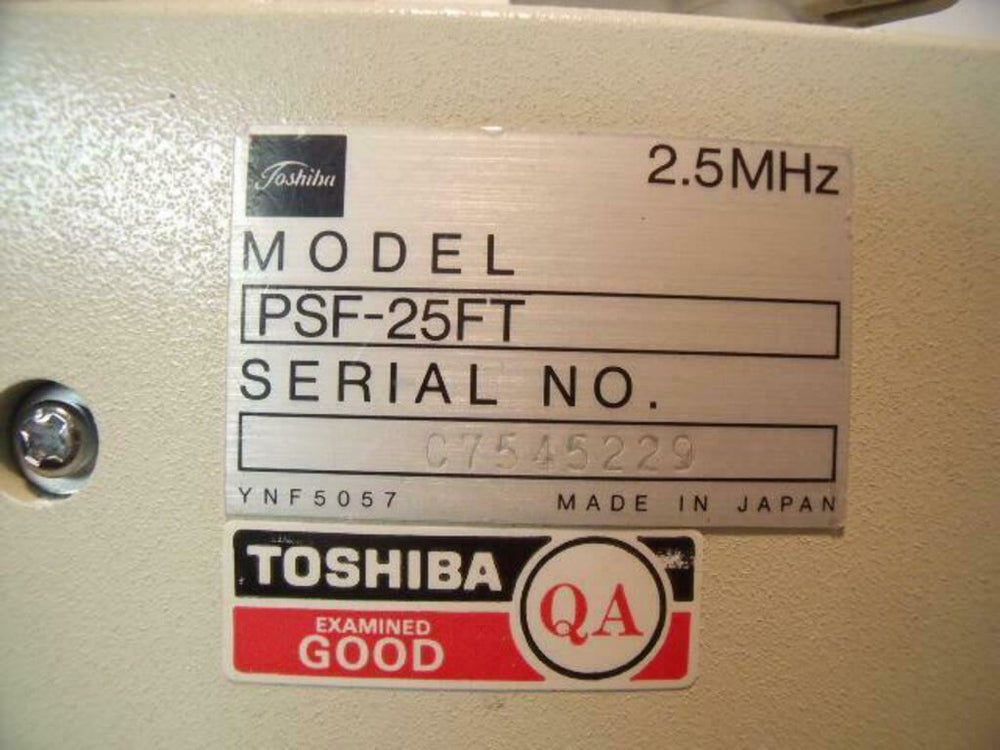 Toshiba
2.5MHz
MODEL
PSF-25FT
SERIAL NO.
C7545229
YNF5057 MADE IN JAPAN
TOSHIBA
EXAMINED
GOOD
QA